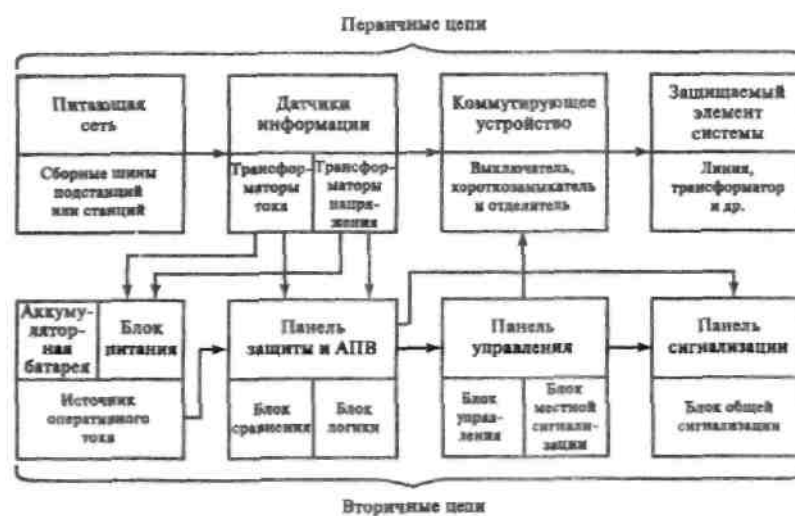 Первичные цепи
Питающая
сеть
Сборные шины
подстанций
или станций
Датчики
информации
Трансфор-
маторы
тока
Трансфор-
маторы
напря-
жения
Коммутирующее
устройство
Выключатель,
короткозамыкатель
и отделитель
Защищаемый
элемент
системы
Линия,
трансформатор
и др.
Аккуму-
лятор-
ная
батарея
Блок
питания
Источник
оперативного
тока
Панель
защиты и АПВ
Блок
сравнения
Блок
логики
Панель
управления
Блок
управ-
ления
Блок
местной
сигнали-
зации
Панель
сигнализации
Блок общей
сигнализации
Вторичные цепи